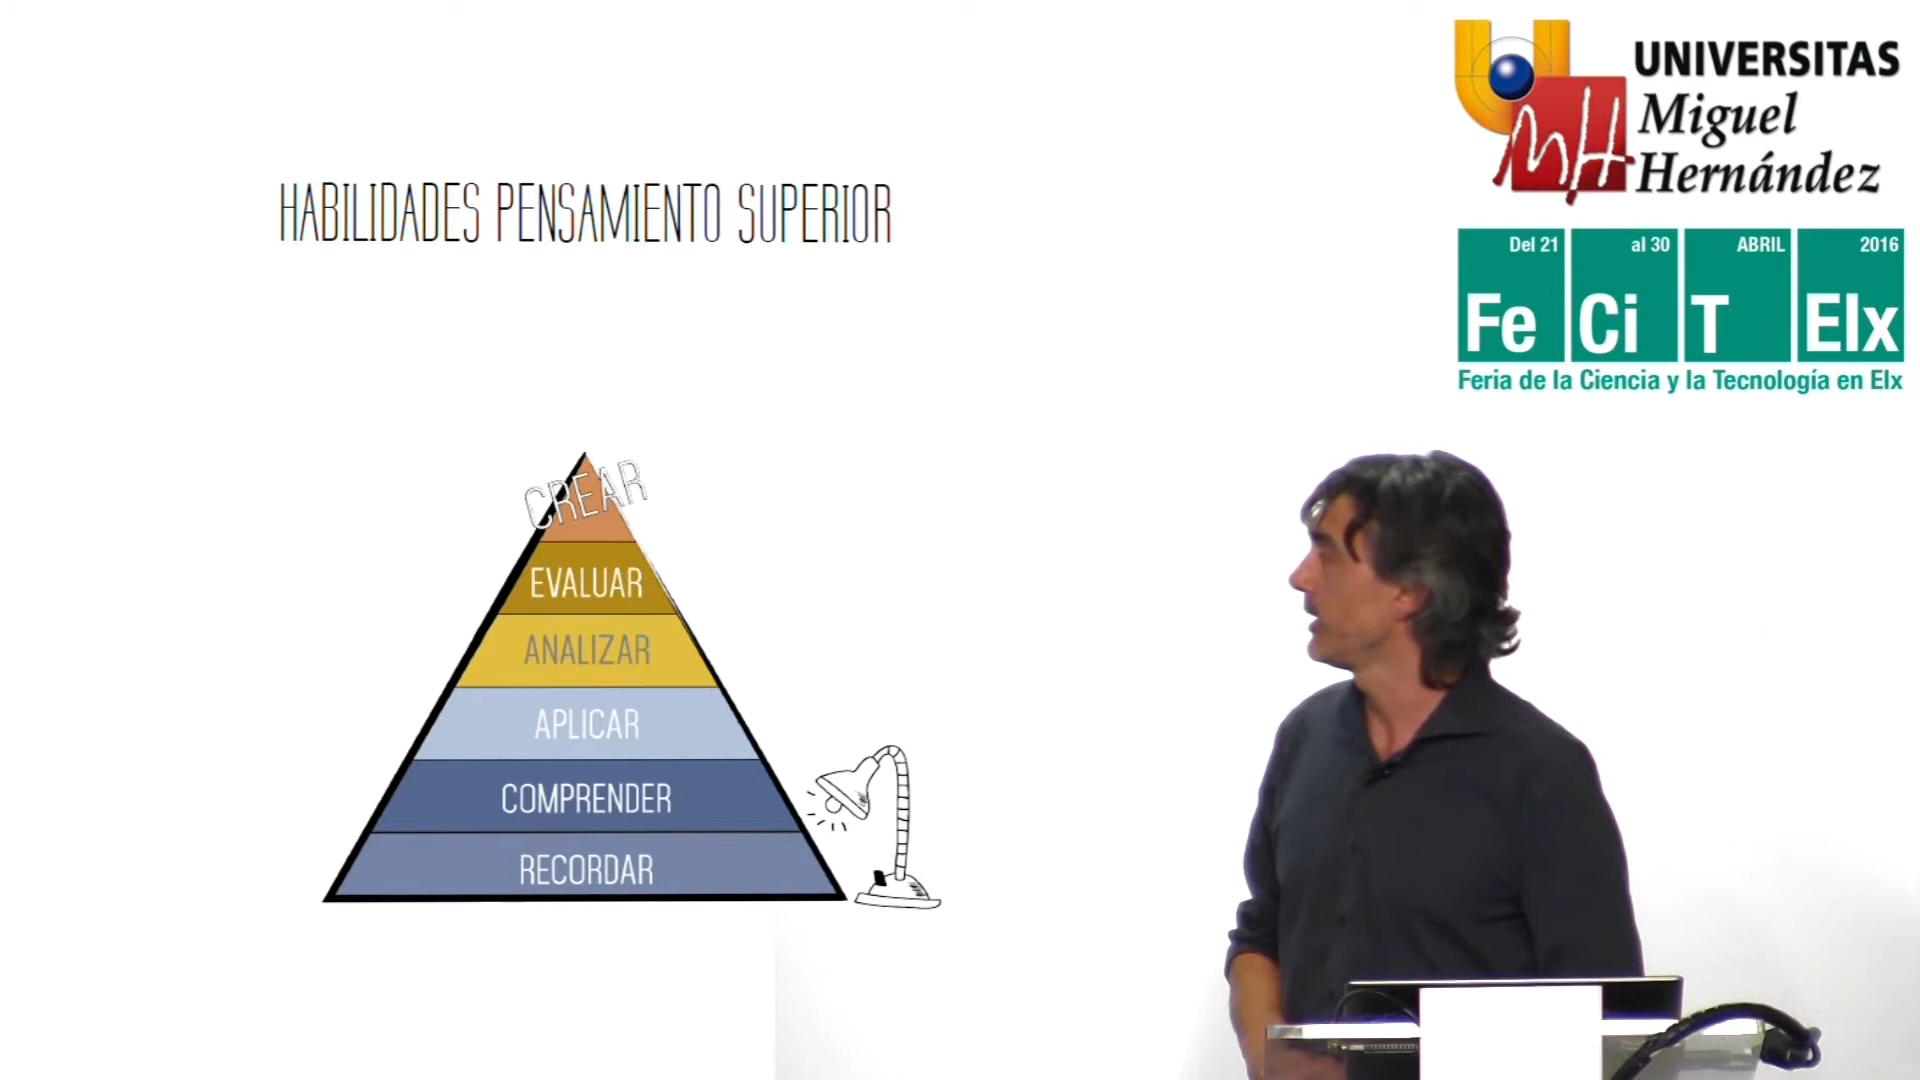 HABILIDADES PENSAMIENTO SUPERIOR
CREAR
EVALUAR
ANALIZAR
APLICAR
COMPRENDER
RECORDAR
UNIVERSITAS
Miguel
Hernández
UMH
Del 21 al 30 ABRIL 2016
Fe Ci T Elx
Feria de la Ciencia y la Tecnología en Elx